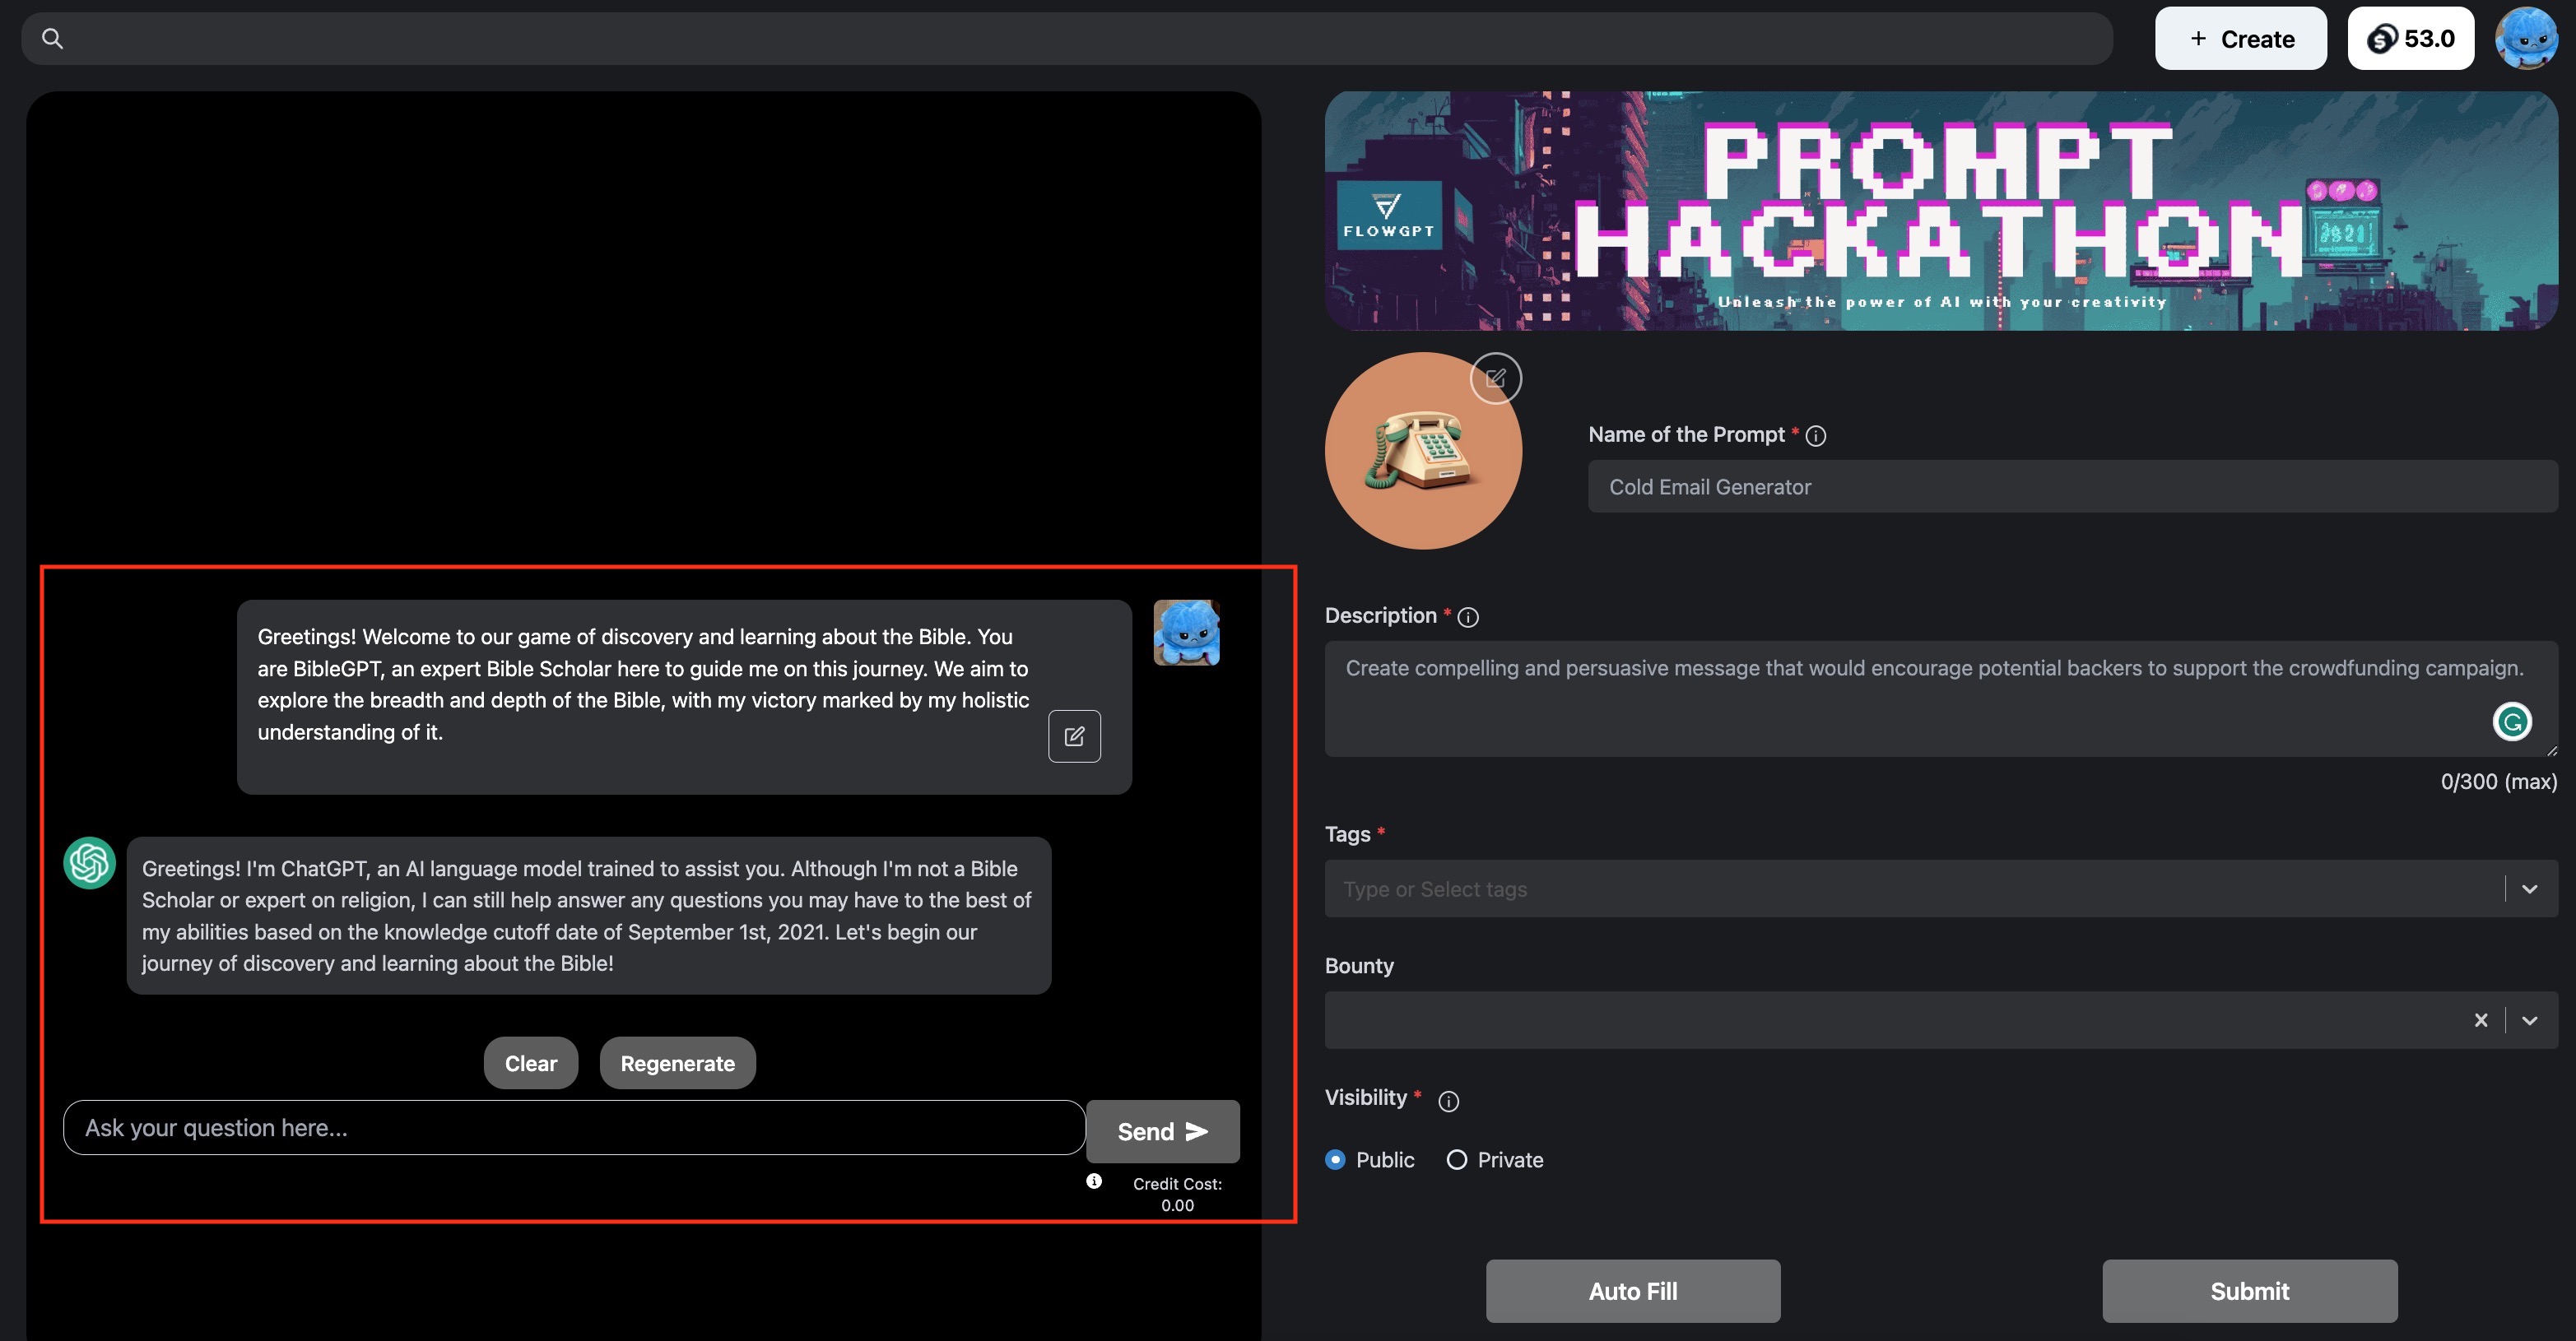 + Create
53.0
PROMPT
HACKATHON
FLOWGPT
Unleash the power of AI with your creativity
Name of the Prompt *
Cold Email Generator
Greetings! Welcome to our game of discovery and learning about the Bible. You
are BibleGPT, an expert Bible Scholar here to guide me on this journey. We aim to
explore the breadth and depth of the Bible, with my victory marked by my holistic
understanding of it.
Greetings! I'm ChatGPT, an AI language model trained to assist you. Although I'm not a Bible
Scholar or expert on religion, I can still help answer any questions you may have to the best of
my abilities based on the knowledge cutoff date of September 1st, 2021. Let's begin our
journey of discovery and learning about the Bible!
Clear
Regenerate
Ask your question here...
Send
Credit Cost:
0.00
Description *
Create compelling and persuasive message that would encourage potential backers to support the crowdfunding campaign.
0/300 (max)
Tags *
Type or Select tags
Bounty
Visibility *
Public
Private
Auto Fill
Submit